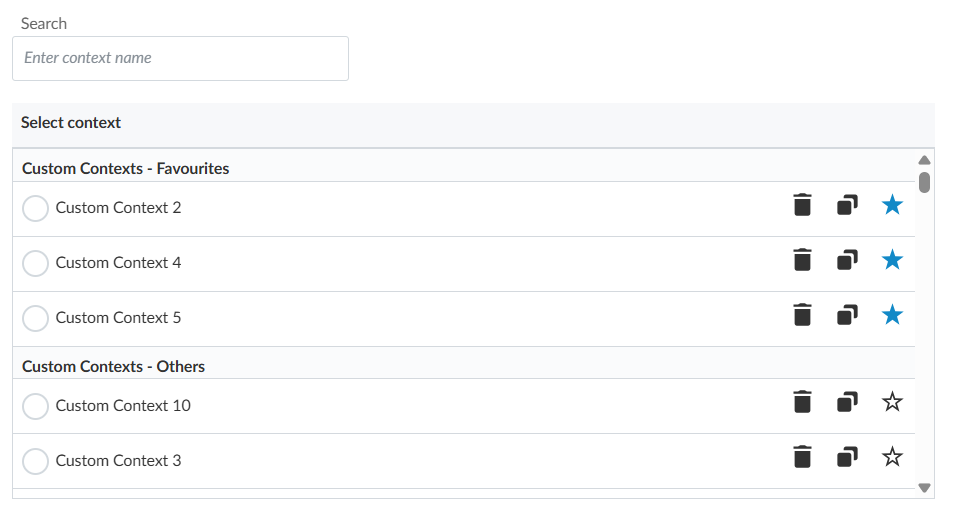 Search
Enter context name
Select context
Custom Contexts - Favourites
Custom Context 2
Custom Context 4
Custom Context 5
Custom Contexts - Others
Custom Context 10
Custom Context 3